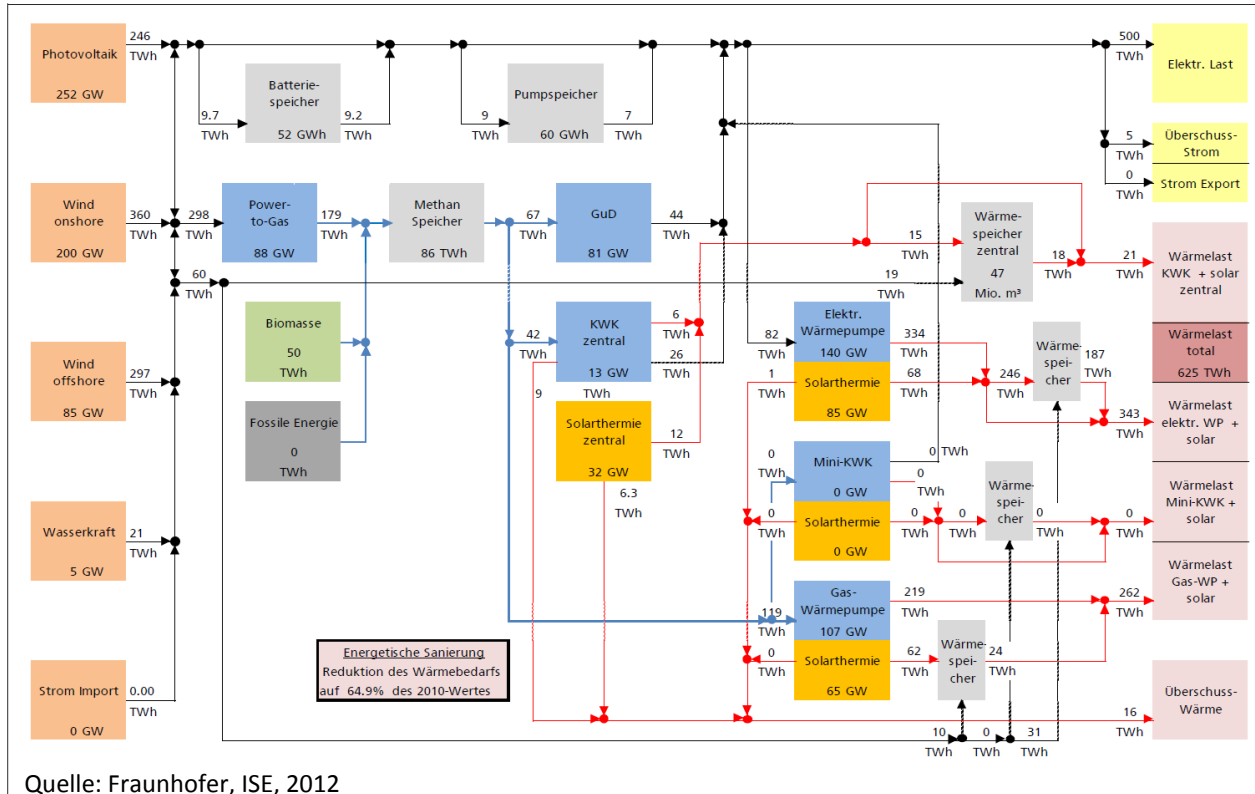 Photovoltaik
252 GW
246
TWh
Batterie-
speicher
52 GWh
9.7
TWh
9.2
TWh
Pumpspeicher
60 GWh
9
TWh
7
TWh
500
TWh
Elektr. Last
5
TWh
Überschuss-
Strom
0
TWh
Strom Export
Wind
onshore
200 GW
360
TWh
298
TWh
Power-
to-Gas
88 GW
179
TWh
Methan
Speicher
86 TWh
67
TWh
GuD
81 GW
44
TWh
60
TWh
15
TWh
19
TWh
Wärme-
speicher
zentral
47
Mio. m³
18
TWh
21
TWh
Wärmelast
KWK + solar
zentral
Biomasse
50
TWh
42
TWh
KWK
zentral
13 GW
6
TWh
26
TWh
9
82
TWh
Elektr.
Wärmepumpe
140 GW
334
TWh
1
TWh
Solarthermie
85 GW
68
TWh
246
TWh
Wärme-
spei-
cher
187
TWh
Wärmelast
total
625 TWh
343
TWh
Wärmelast
elektr. WP +
solar
Wind
offshore
85 GW
297
TWh
Fossile Energie
0
TWh
Solarthermie
zentral
32 GW
12
TWh
6.3
TWh
0
TWh
Mini-KWK
0 GW
0
TWh
0 TWh
0
TWh
Solarthermie
0 GW
0
TWh
0
TWh
Wärme-
spei-
cher
0
TWh
0
TWh
Wärmelast
Mini-KWK +
solar
Wasserkraft
5 GW
21
TWh
119
TWh
Gas-
Wärmepumpe
107 GW
219
TWh
262
TWh
Wärmelast
Gas-WP +
solar
0
TWh
Solarthermie
65 GW
62
TWh
Wärme-
spei-
cher
24
TWh
Energetische Sanierung
Reduktion des Wärmebedarfs
auf 64.9% des 2010-Wertes
Strom Import
0 GW
0.00
TWh
10
TWh
0
TWh
31
TWh
16
TWh
Überschuss-
Wärme
Quelle: Fraunhofer, ISE, 2012